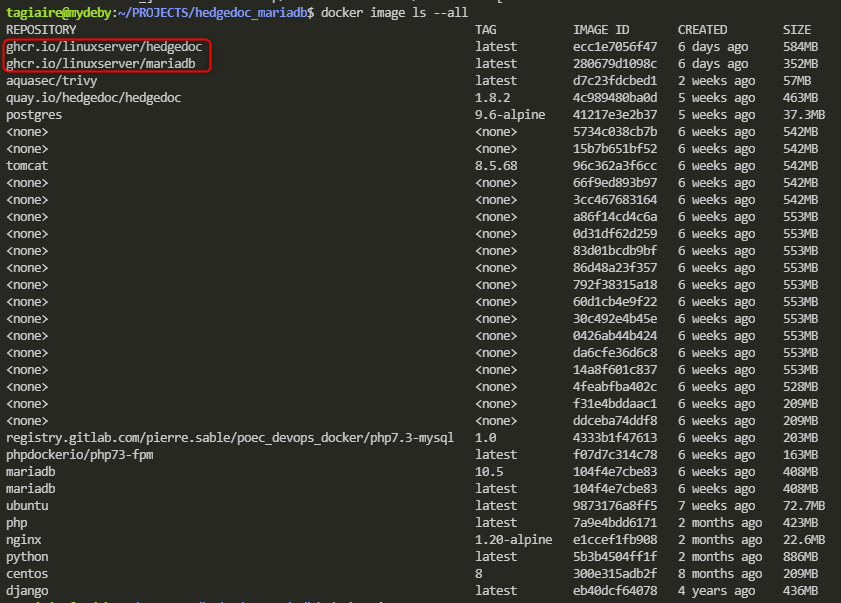 tagiaire@mydeby:~/PROJECTS/hedgedoc_mariadb$ docker image ls --all
REPOSITORY TAG IMAGE ID CREATED SIZE
ghcr.io/linuxserver/hedgedoc latest ecc1e7056f47 6 days ago 584MB
ghcr.io/linuxserver/mariadb latest 280679d1098c 6 days ago 352MB
aquasec/trivy latest d7c23fdcbed1 2 weeks ago 57MB
quay.io/hedgedoc/hedgedoc 1.8.2 4c989480ba0d 5 weeks ago 463MB
postgres 9.6-alpine 41217e3e2b37 5 weeks ago 37.3MB
<none> <none> 5734c038cb7b 6 weeks ago 542MB
<none> <none> 15b7b651bf52 6 weeks ago 542MB
tomcat 8.5.68 96c362a3f6cc 6 weeks ago 542MB
<none> <none> 66f9ed893b97 6 weeks ago 542MB
<none> <none> 3cc467683164 6 weeks ago 542MB
<none> <none> a86f14cd4c6a 6 weeks ago 553MB
<none> <none> 0d31df62d259 6 weeks ago 553MB
<none> <none> 83d01bcdb9bf 6 weeks ago 553MB
<none> <none> 86d48a23f357 6 weeks ago 553MB
<none> <none> 792f38315a18 6 weeks ago 553MB
<none> <none> 60d1cb4e9f22 6 weeks ago 553MB
<none> <none> 30c492e4b45e 6 weeks ago 553MB
<none> <none> 0426ab44b424 6 weeks ago 553MB
<none> <none> da6cfe36d6c8 6 weeks ago 553MB
<none> <none> 14a8f601c837 6 weeks ago 553MB
<none> <none> 4feabfba402c 6 weeks ago 528MB
<none> <none> f31e4bddaac1 6 weeks ago 209MB
<none> <none> ddceba74ddf8 6 weeks ago 209MB
registry.gitlab.com/pierre.sable/poec_devops_docker/php7.3-mysql 1.0 4333b1f47613 6 weeks ago 203MB
phpdockerio/php73-fpm latest f07d7c314c78 6 weeks ago 163MB
mariadb 10.5 104f4e7cbe83 6 weeks ago 408MB
mariadb latest 104f4e7cbe83 6 weeks ago 408MB
ubuntu latest 9873176a8ff5 7 weeks ago 72.7MB
php latest 7a9e4bdd6171 2 months ago 423MB
nginx 1.20-alpine e1ccef1fb908 2 months ago 22.6MB
python latest 5b3b4504ff1f 2 months ago 886MB
centos 8 300e315adb2f 8 months ago 209MB
django latest eb40dcf64078 4 years ago 436MB